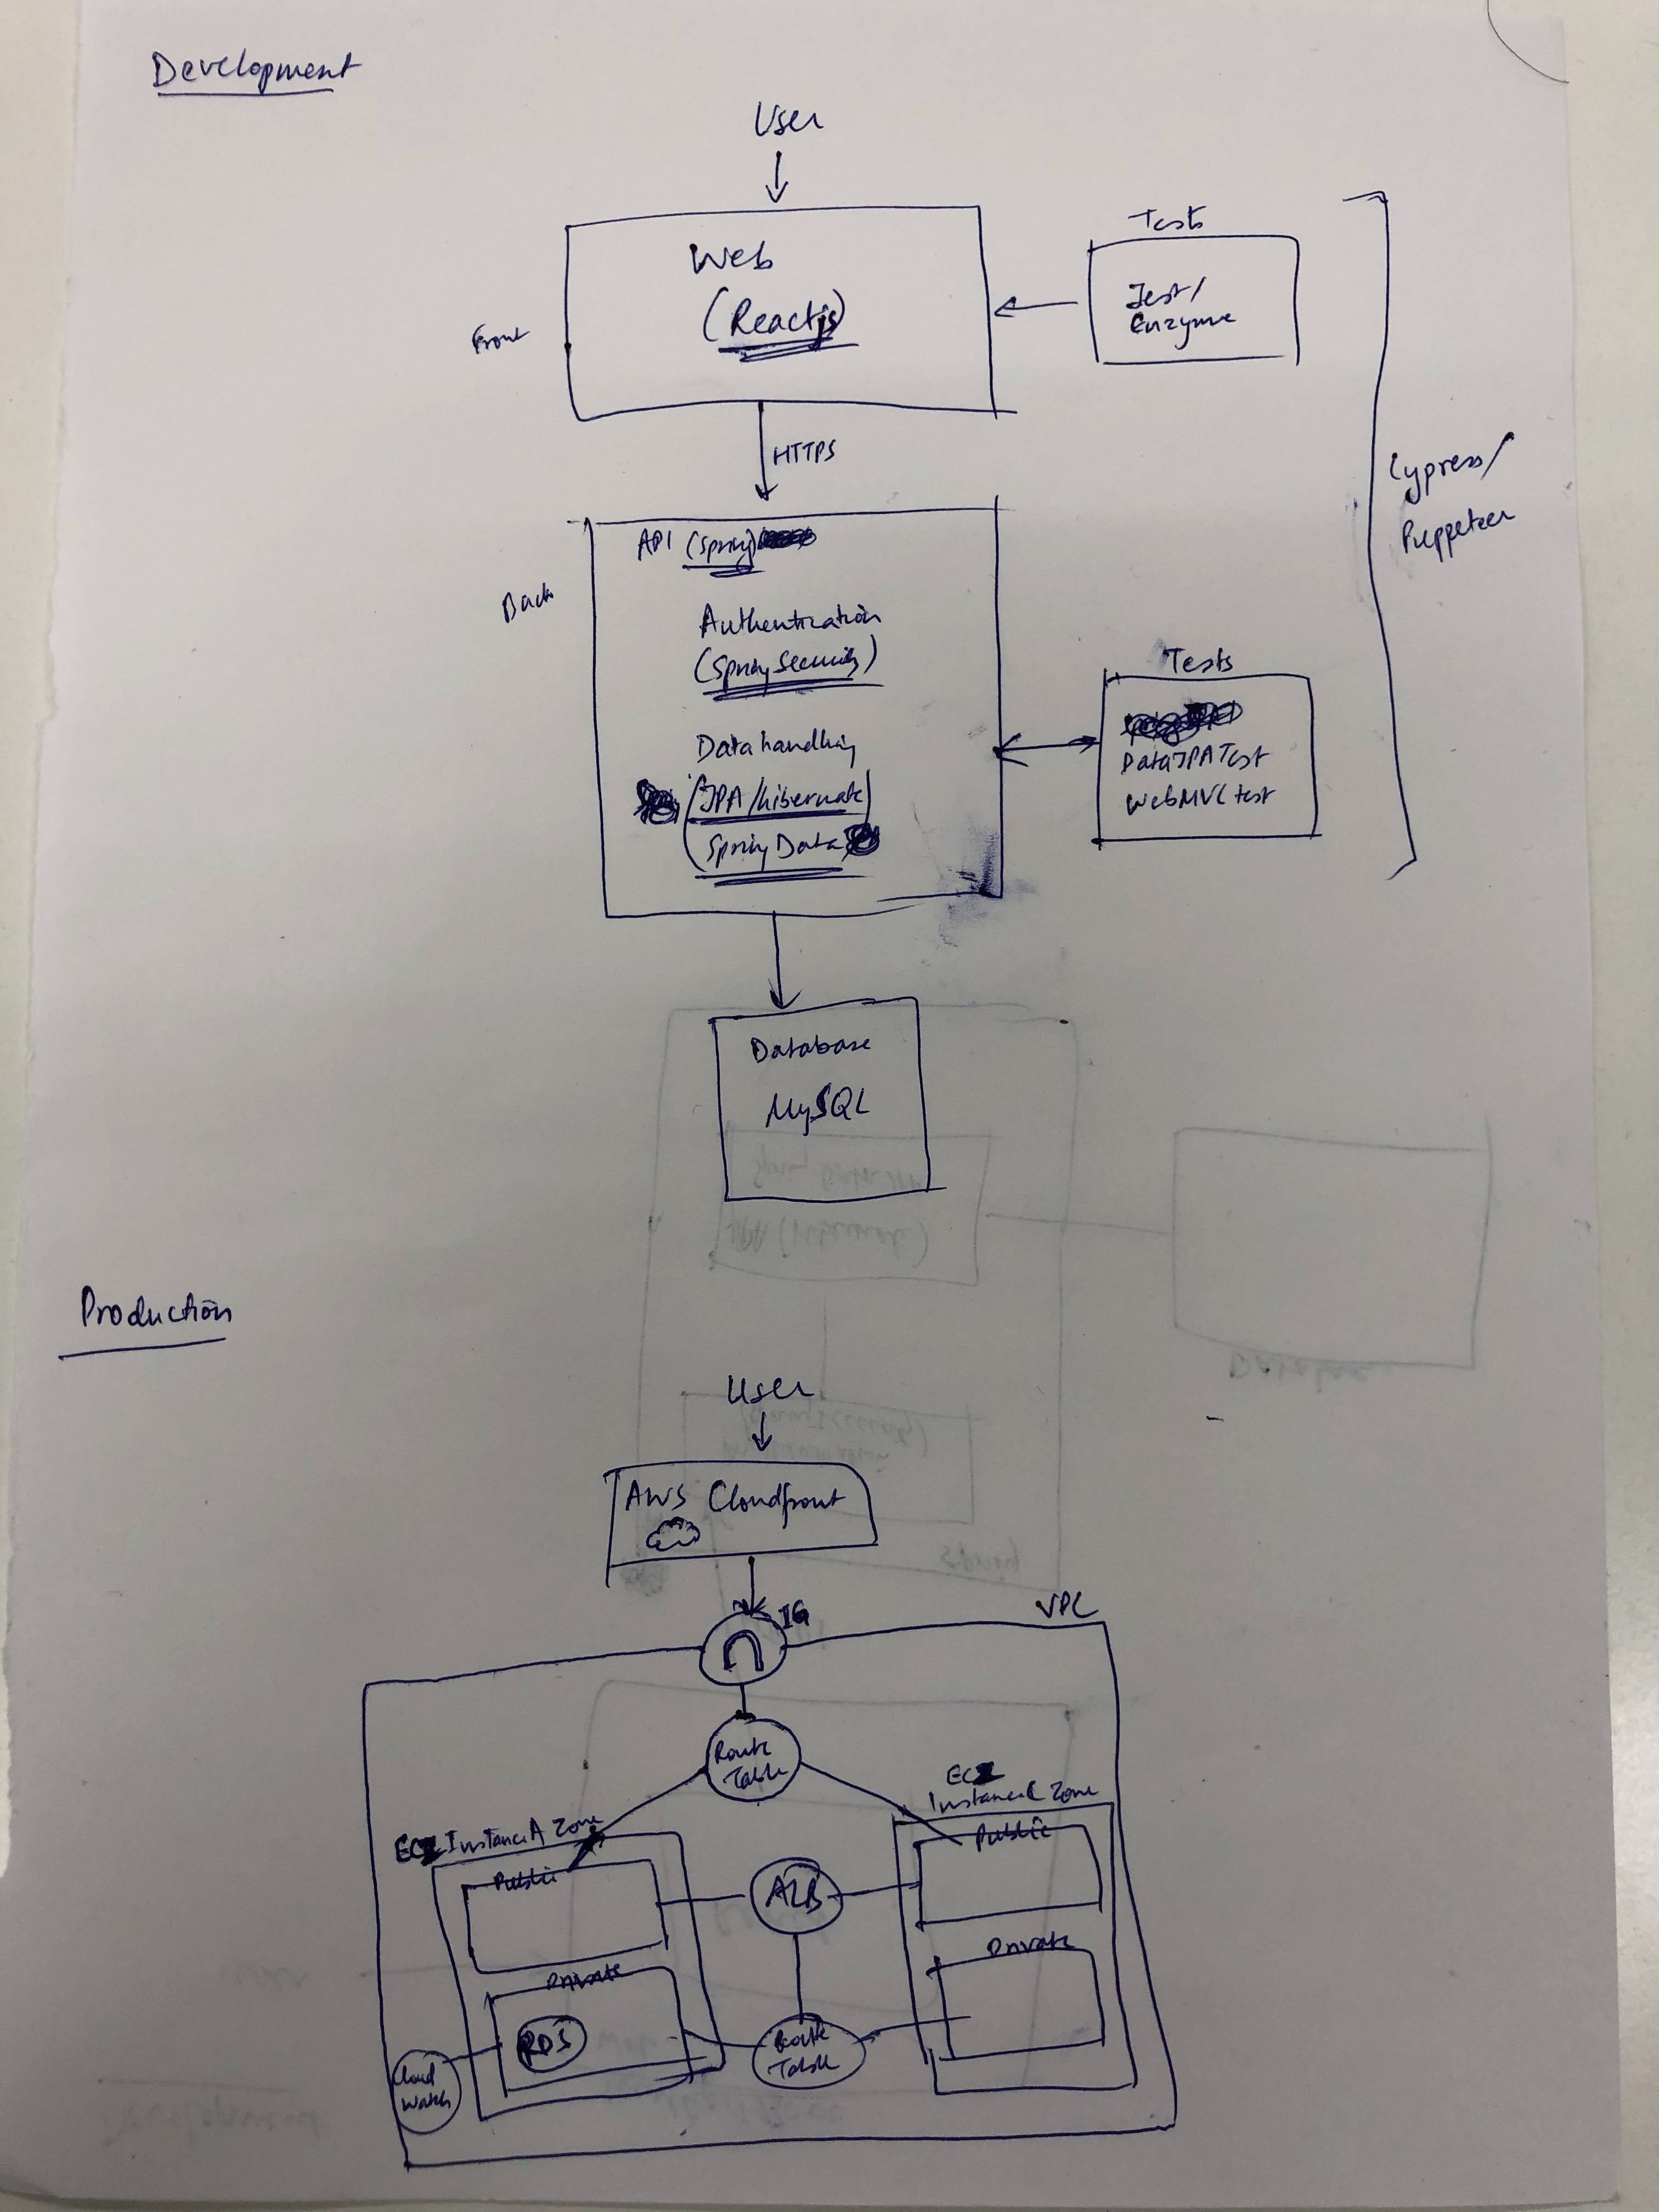 Development
User
Web
(Reactjs)
Front
Tests
Jest/
Enzyme
HTTPS
Cypress/
Puppeteer
API (Spring)
Back
Authentication
(Spring Security)
Data handling
(JPA/hibernate
Spring Data
Tests
DataJPATest
WebMVCtest
Database
MySQL
Production
User
AWS Cloudfront
IG
VPC
Route
Table
EC2
Instance C Zone
EC2 Instance A Zone
Public
Public
ALB
Private
Private
RDS
Route
Table
Cloud
Watch